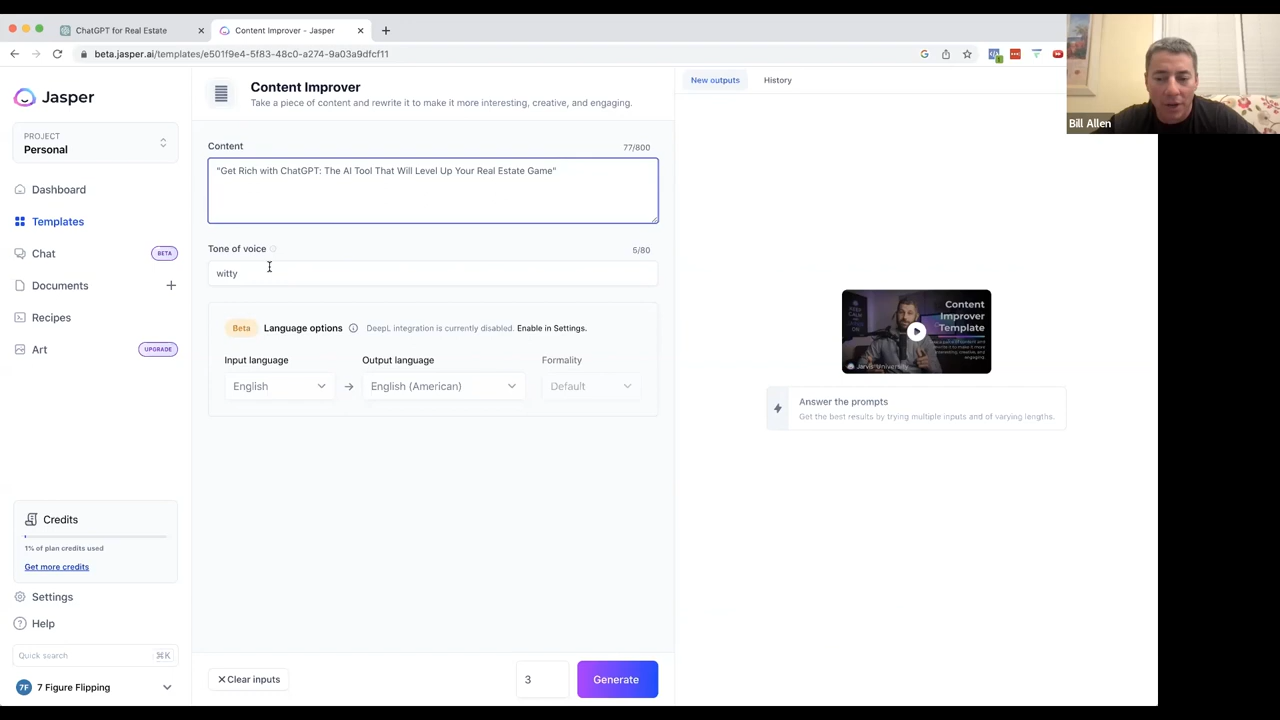 ChatGPT for Real Estate
Content Improver - Jasper
beta.jasper.ai/templates/e501f9e4-5f83-48c0-a274-9a03a9dfcf11
Bill Allen
Jasper
PROJECT
Personal
Dashboard
Templates
Chat
BETA
Documents
Recipes
Art
UPGRADE
Credits
1% of plan credits used
Get more credits
Settings
Help
Quick search
⌘K
7F
7 Figure Flipping
Content Improver
Take a piece of content and rewrite it to make it more interesting, creative, and engaging.
Content
77/800
"Get Rich with ChatGPT: The AI Tool That Will Level Up Your Real Estate Game"
Tone of voice
5/80
witty
Beta Language options DeepL integration is currently disabled. Enable in Settings.
Input language Output language Formality
English → English (American) Default
Clear inputs
3
Generate
New outputs
History
Content
Improver
Template
Answer the prompts
Get the best results by trying multiple inputs and of varying lengths.